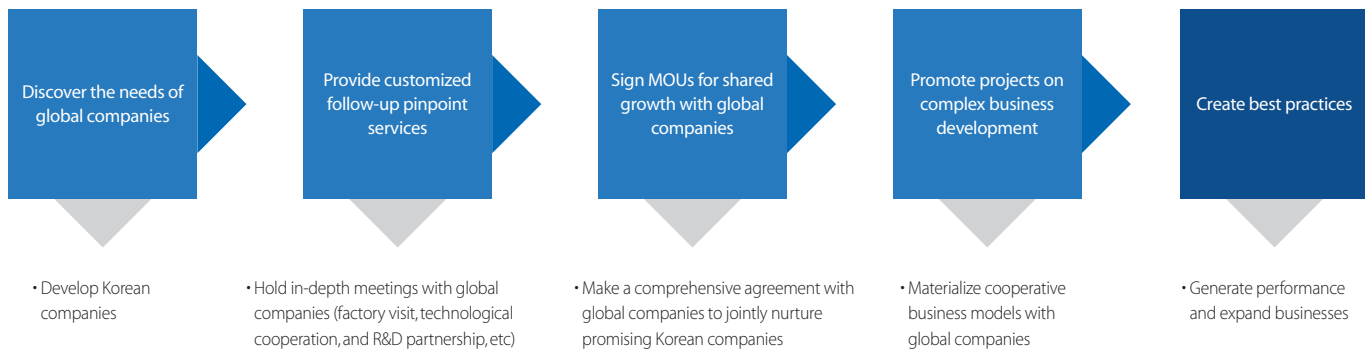 Discover the needs of
global companies
Provide customized
follow-up pinpoint
services
Sign MOUs for shared
growth with global
companies
Promote projects on
complex business
development
Create best practices
• Develop Korean
companies
• Hold in-depth meetings with global
companies (factory visit, technological
cooperation, and R&D partnership, etc)
• Make a comprehensive agreement with
global companies to jointly nurture
promising Korean companies
• Materialize cooperative
business models with
global companies
• Generate performance
and expand businesses